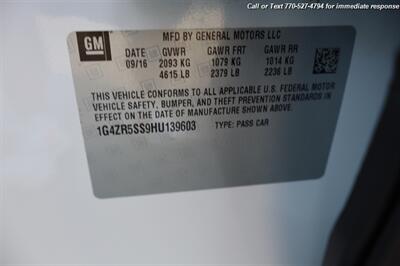 Call or Text 770-527-4794 for immediate response
GM
MFD BY GENERAL MOTORS LLC
DATE GVWR GAWR FRT GAWR RR
09/16 2093 KG 1079 KG 1014 KG
4615 LB 2379 LB 2236 LB
THIS VEHICLE CONFORMS TO ALL APPLICABLE U.S. FEDERAL MOTOR
VEHICLE SAFETY, BUMPER, AND THEFT PREVENTION STANDARDS IN
EFFECT ON THE DATE OF MANUFACTURE SHOWN ABOVE.
1G4ZR5SS9HU139603 TYPE: PASS CAR